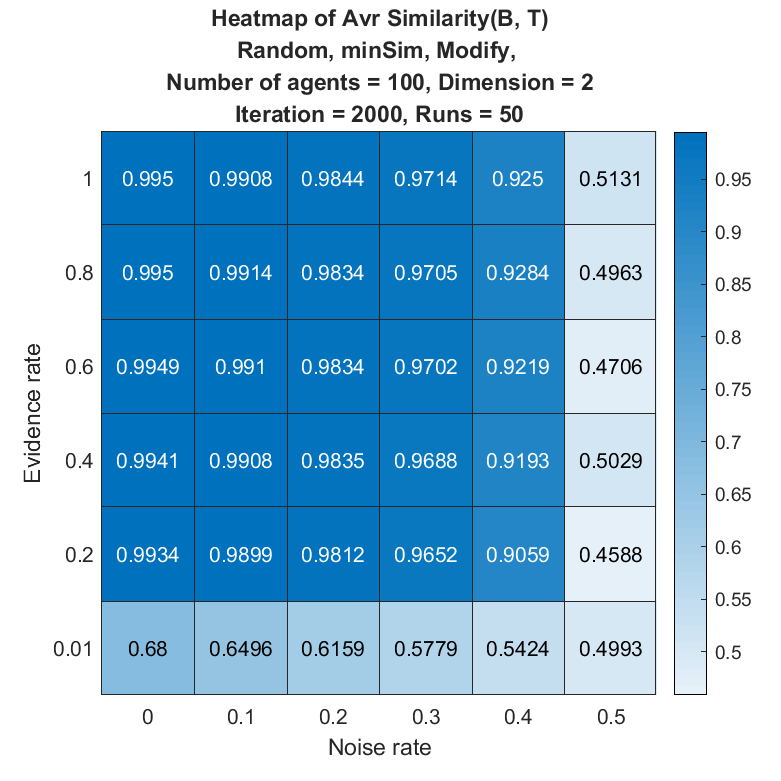 Heatmap of Avr Similarity(B, T)
Random, minSim, Modify,
Number of agents = 100, Dimension = 2
Iteration = 2000, Runs = 50
1 0.995 0.9908 0.9844 0.9714 0.925 0.5131
0.8 0.995 0.9914 0.9834 0.9705 0.9284 0.4963
0.6 0.9949 0.991 0.9834 0.9702 0.9219 0.4706
0.4 0.9941 0.9908 0.9835 0.9688 0.9193 0.5029
0.2 0.9934 0.9899 0.9812 0.9652 0.9059 0.4588
0.01 0.68 0.6496 0.6159 0.5779 0.5424 0.4993
0 0.1 0.2 0.3 0.4 0.5
Noise rate
Evidence rate
0.95
0.9
0.85
0.8
0.75
0.7
0.65
0.6
0.55
0.5